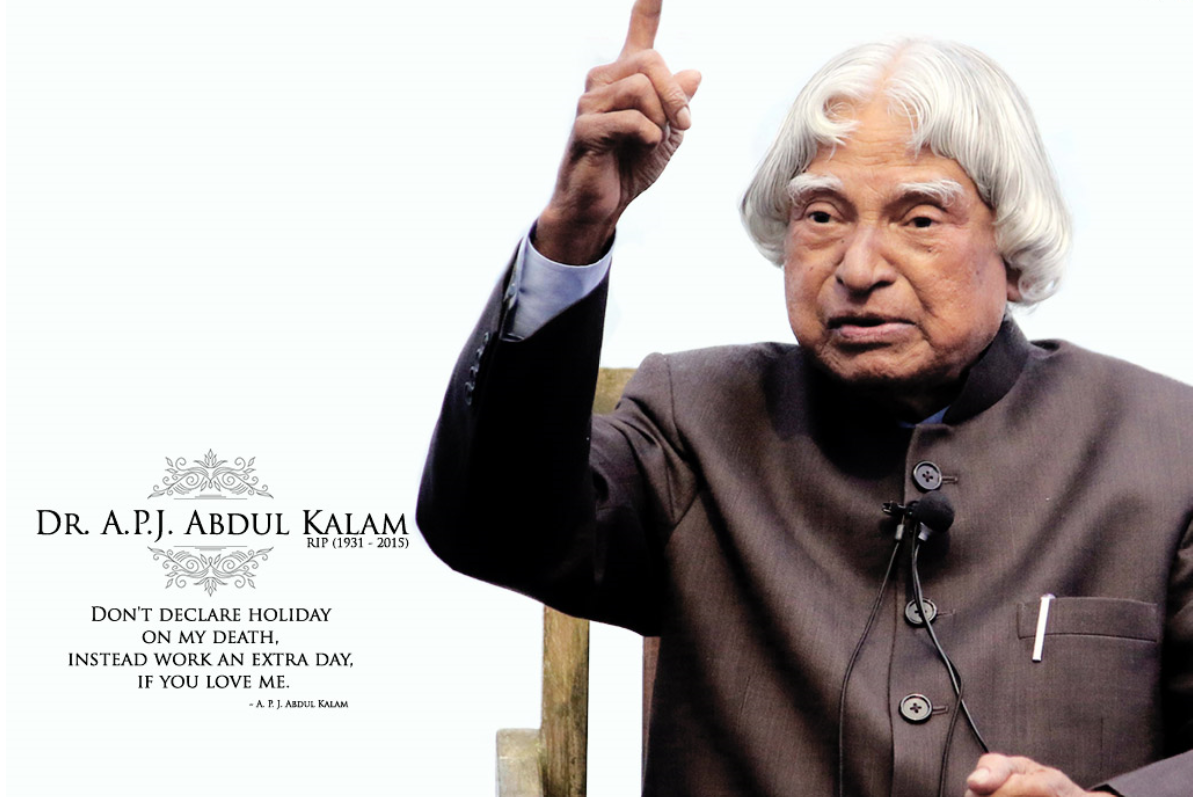 Dr. A.P.J. Abdul Kalam
RIP (1931 - 2015)
Don't declare holiday
on my death,
instead work an extra day,
if you love me.
- A. P. J. Abdul Kalam